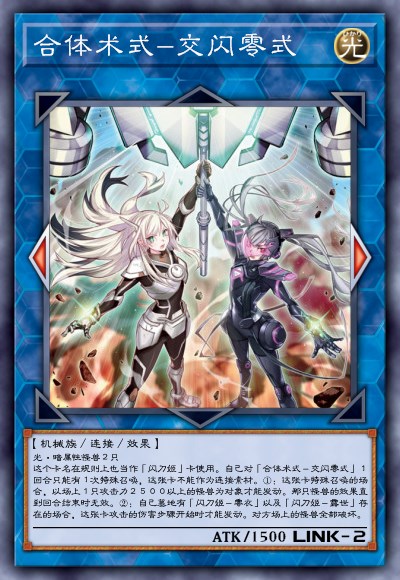 合体术式-交闪零式
ひかり
光
【机械族/连接/效果】
光·暗属性怪兽2只
这个卡名在规则上也当作「闪刀姬」卡使用。自己对「合体术式-交闪零式」1
回合只能有1次特殊召唤。这张卡不能作为连接素材。①：这张卡特殊召唤的场
合，以场上1只攻击力2500以上的怪兽为对象才能发动。那只怪兽的效果直
到回合结束时无效。②：自己墓地有「闪刀姬-零衣」以及「闪刀姬-露世」存
在的场合，这张卡攻击的伤害步骤开始时才能发动。对方场上的怪兽全部破坏。
ATK/1500 LINK-2